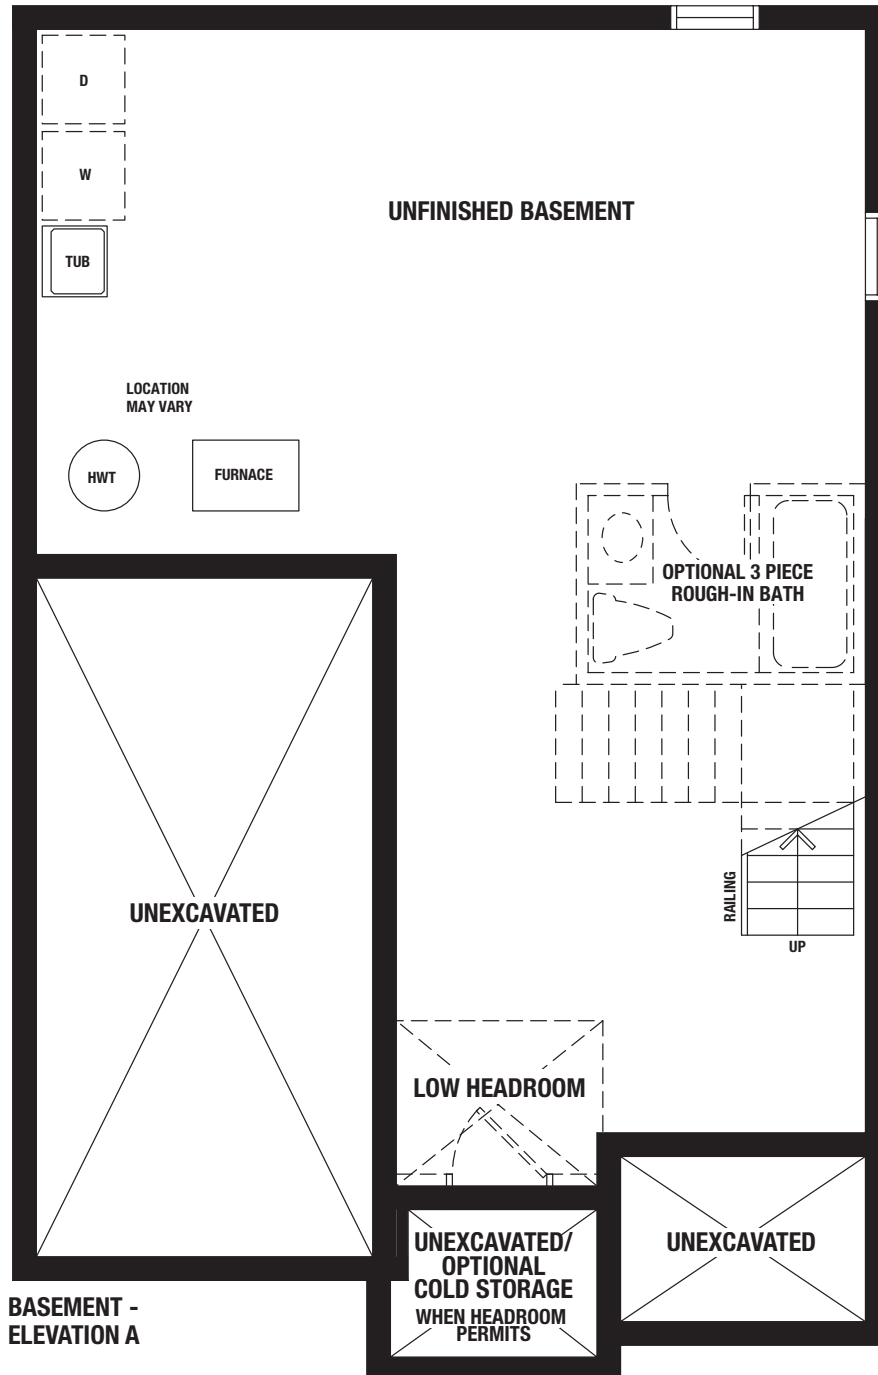 D
W
UNFINISHED BASEMENT
TUB
LOCATION
MAY VARY
HWT
FURNACE
OPTIONAL 3 PIECE
ROUGH-IN BATH
RAILING
UNEXCAVATED
UP
LOW HEADROOM
UNEXCAVATED/
OPTIONAL
COLD STORAGE
WHEN HEADROOM
PERMITS
UNEXCAVATED
BASEMENT -
ELEVATION A